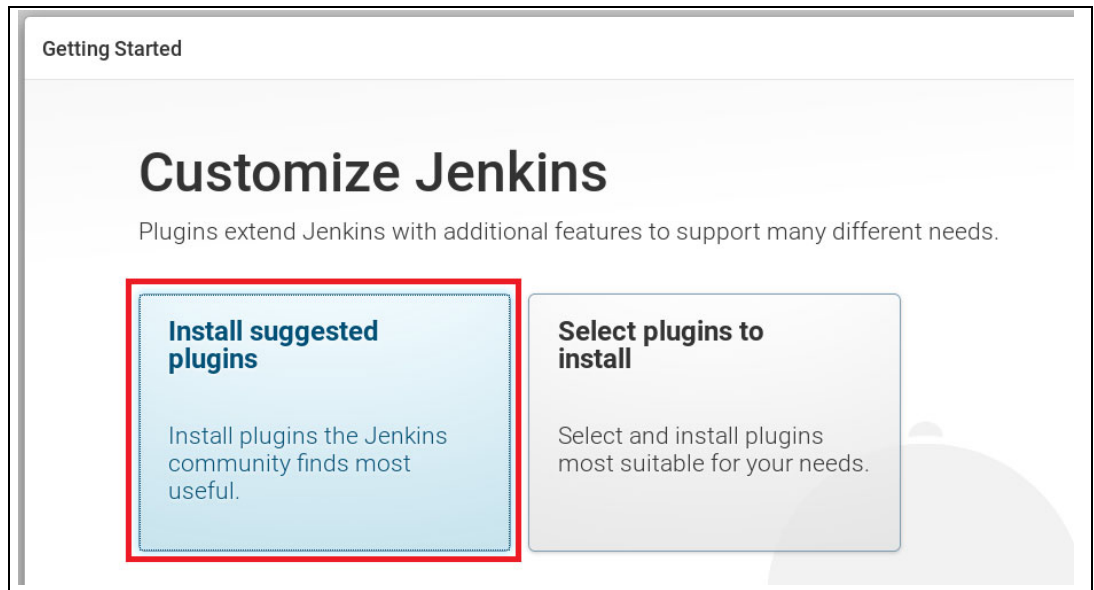 Getting Started
Customize Jenkins
Plugins extend Jenkins with additional features to support many different needs.
Install suggested
plugins
Install plugins the Jenkins
community finds most
useful.
Select plugins to
install
Select and install plugins
most suitable for your needs.